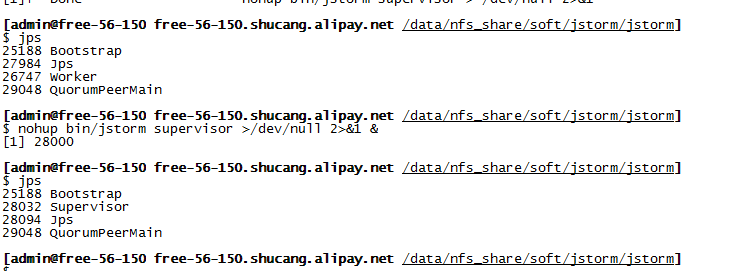 [1]+  Done                    nohup bin/jstorm supervisor > /dev/null 2>&1
[admin@free-56-150 free-56-150.shucang.alipay.net /data/nfs_share/soft/jstorm/jstorm]
$ jps
25188 Bootstrap
27984 Jps
26747 Worker
29048 QuorumPeerMain
[admin@free-56-150 free-56-150.shucang.alipay.net /data/nfs_share/soft/jstorm/jstorm]
$ nohup bin/jstorm supervisor >/dev/null 2>&1 &
[1] 28000
[admin@free-56-150 free-56-150.shucang.alipay.net /data/nfs_share/soft/jstorm/jstorm]
$ jps
25188 Bootstrap
28032 Supervisor
28094 Jps
29048 QuorumPeerMain
[admin@free-56-150 free-56-150.shucang.alipay.net /data/nfs_share/soft/jstorm/jstorm]
$